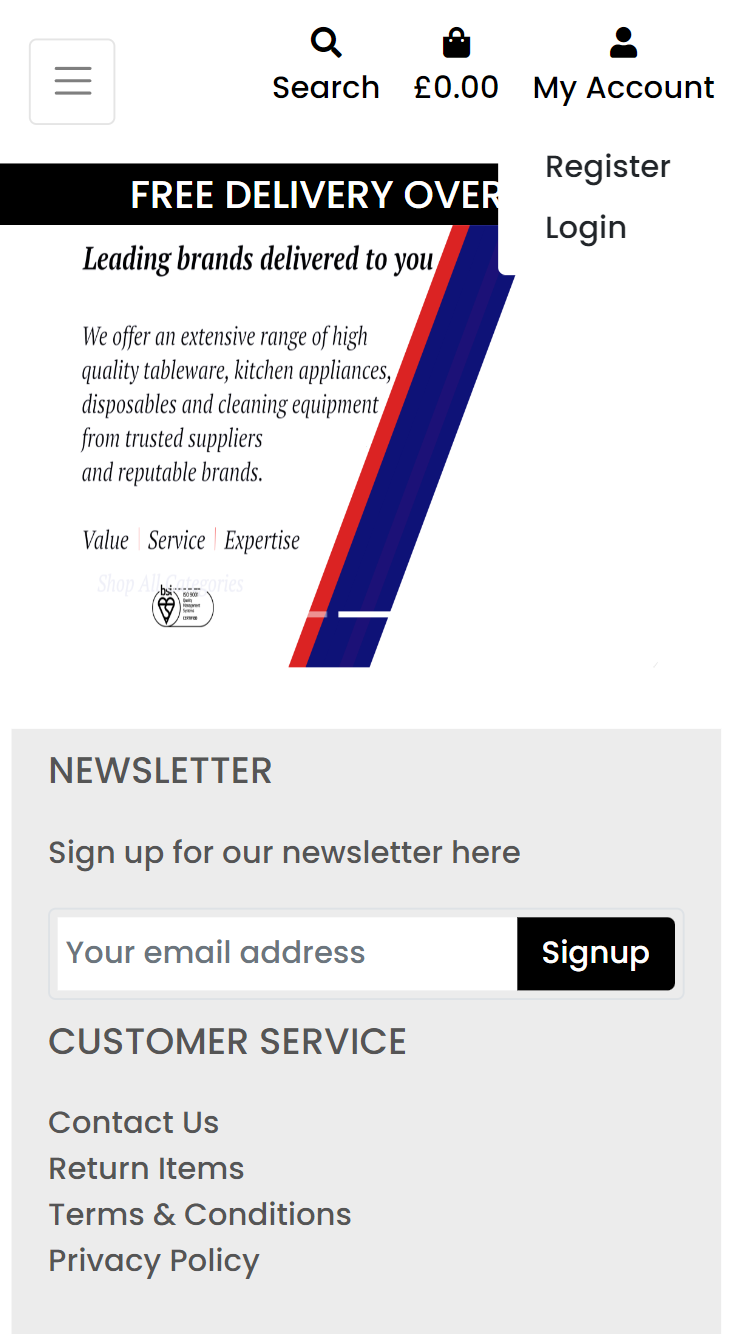 Search
£0.00
My Account
Register
Login
FREE DELIVERY OVER
Leading brands delivered to you
We offer an extensive range of high
quality tableware, kitchen appliances,
disposables and cleaning equipment
from trusted suppliers
and reputable brands.
Value Service Expertise
Shop All Categories
bsi
ISO 9001
Quality
Management
Systems
CERTIFIED
NEWSLETTER
Sign up for our newsletter here
Your email address
Signup
CUSTOMER SERVICE
Contact Us
Return Items
Terms & Conditions
Privacy Policy